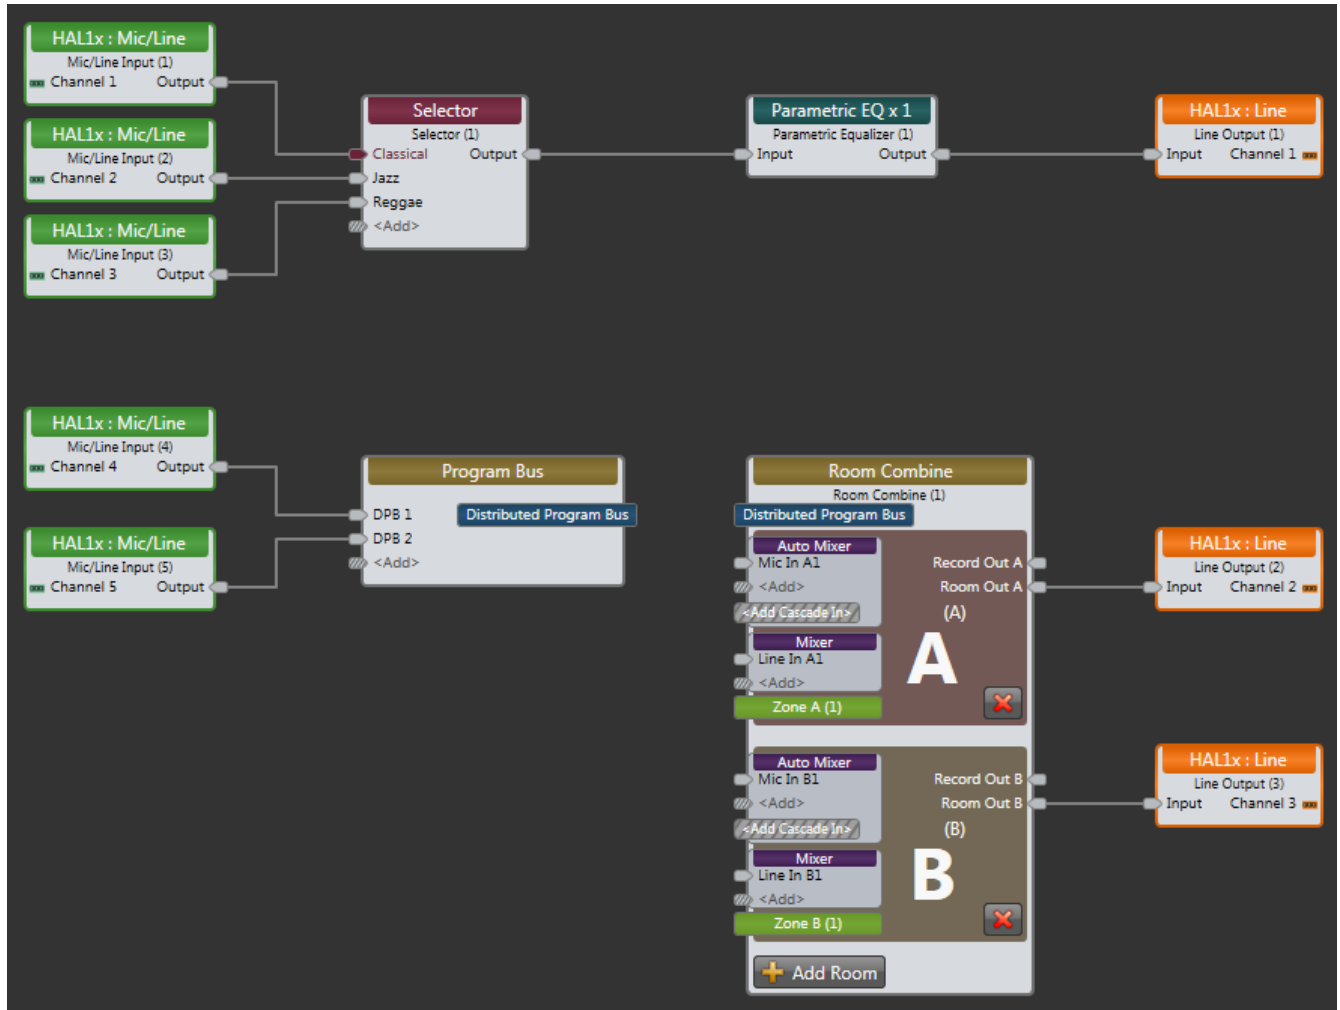 HAL1x : Mic/Line
Mic/Line Input (1)
Channel 1 Output
HAL1x : Mic/Line
Mic/Line Input (2)
Channel 2 Output
HAL1x : Mic/Line
Mic/Line Input (3)
Channel 3 Output
Selector
Selector (1)
Classical Output
Jazz
Reggae
<Add>
Parametric EQ x 1
Parametric Equalizer (1)
Input Output
HAL1x : Line
Line Output (1)
Input Channel 1
HAL1x : Mic/Line
Mic/Line Input (4)
Channel 4 Output
HAL1x : Mic/Line
Mic/Line Input (5)
Channel 5 Output
Program Bus
DPB 1 Distributed Program Bus
DPB 2
<Add>
Room Combine
Room Combine (1)
Distributed Program Bus
Auto Mixer
Mic In A1 Record Out A
<Add> Room Out A
<Add Cascade In> (A)
Mixer
Line In A1 A
<Add>
Zone A (1)
Auto Mixer
Mic In B1 Record Out B
<Add> Room Out B
<Add Cascade In> (B)
Mixer
Line In B1 B
<Add>
Zone B (1)
Add Room
HAL1x : Line
Line Output (2)
Input Channel 2
HAL1x : Line
Line Output (3)
Input Channel 3